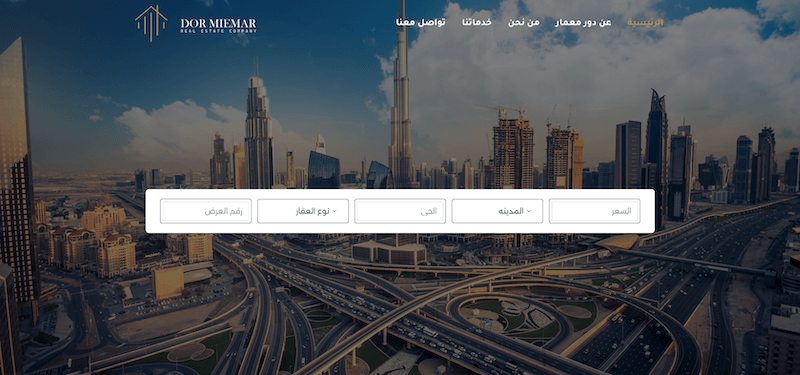 DOR MIEMAR
REAL ESTATE COMPANY
الرئيسية
عن دور معمار
من نحن
خدماتنا
تواصل معنا
السعر
المدينه
الحي
نوع العقار
رقم العرض